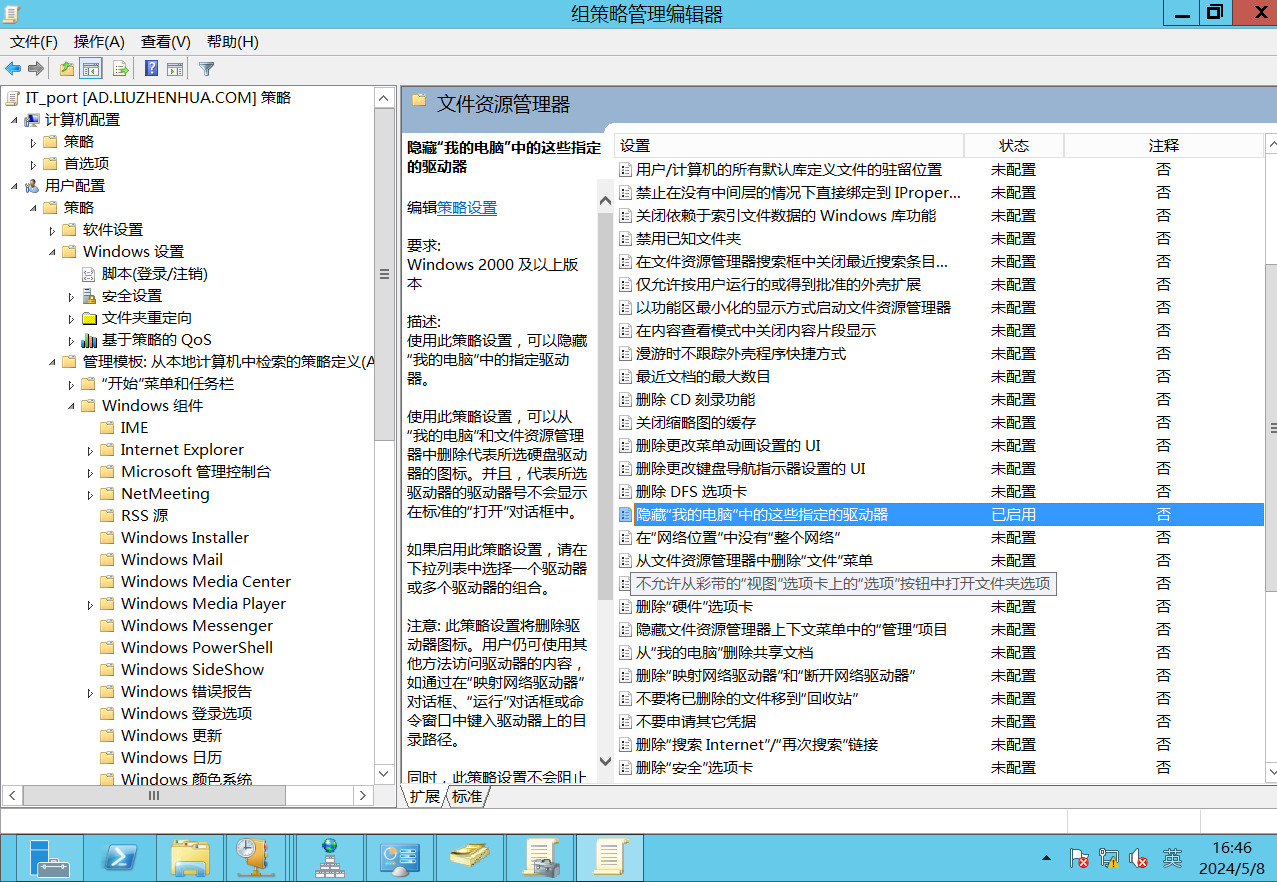 组策略管理编辑器
文件(F) 操作(A) 查看(V) 帮助(H)
IT_port [AD.LIUZHENHUA.COM] 策略
计算机配置
策略
首选项
用户配置
策略
软件设置
Windows 设置
脚本(登录/注销)
安全设置
文件夹重定向
基于策略的 QoS
管理模板: 从本地计算机中检索的策略定义(A
“开始”菜单和任务栏
Windows 组件
IME
Internet Explorer
Microsoft 管理控制台
NetMeeting
RSS 源
Windows Installer
Windows Mail
Windows Media Center
Windows Media Player
Windows Messenger
Windows PowerShell
Windows SideShow
Windows 错误报告
Windows 登录选项
Windows 更新
Windows 日历
Windows 颜色系统
文件资源管理器
隐藏“我的电脑”中的这些指定
的驱动器
编辑策略设置
要求:
Windows 2000 及以上版
本
描述:
使用此策略设置，可以隐藏
“我的电脑”中的指定驱动
器。
使用此策略设置，可以从
“我的电脑”和文件资源管理
器中删除代表所选硬盘驱动
器的图标。并且，代表所选
驱动器的驱动器号不会显示
在标准的“打开”对话框中。
如果启用此策略设置，请在
下拉列表中选择一个驱动器
或多个驱动器的组合。
注意: 此策略设置将删除驱
动器图标。用户仍可使用其
他方法访问驱动器的内容，
如通过在“映射网络驱动器”
对话框、“运行”对话框或命
令窗口中键入驱动器上的目
录路径。
同时，此策略设置不会阻止
设置 状态 注释
用户/计算机的所有默认库定义文件的驻留位置 未配置 否
禁止在没有中间层的情况下直接绑定到 IProper... 未配置 否
关闭依赖于索引文件数据的 Windows 库功能 未配置 否
禁用已知文件夹 未配置 否
在文件资源管理器搜索框中关闭最近搜索条目... 未配置 否
仅允许按用户运行的或得到批准的外壳扩展 未配置 否
以功能区最小化的显示方式启动文件资源管理器 未配置 否
在内容查看模式中关闭内容片段显示 未配置 否
漫游时不跟踪外壳程序快捷方式 未配置 否
最近文档的最大数目 未配置 否
删除 CD 刻录功能 未配置 否
关闭缩略图的缓存 未配置 否
删除更改菜单动画设置的 UI 未配置 否
删除更改键盘导航指示器设置的 UI 未配置 否
删除 DFS 选项卡 未配置 否
隐藏“我的电脑”中的这些指定的驱动器 已启用 否
在“网络位置”中没有“整个网络” 未配置 否
从文件资源管理器中删除“文件”菜单 未配置 否
不允许从彩带的“视图”选项卡上的“选项”按钮中打开文件夹选项 否
删除“硬件”选项卡 未配置 否
隐藏文件资源管理器上下文菜单中的“管理”项目 未配置 否
从“我的电脑”删除共享文档 未配置 否
删除“映射网络驱动器”和“断开网络驱动器” 未配置 否
不要将已删除的文件移到“回收站” 未配置 否
不要申请其它凭据 未配置 否
删除“搜索 Internet”/“再次搜索”链接 未配置 否
删除“安全”选项卡 未配置 否
扩展 标准
英
16:46
2024/5/8